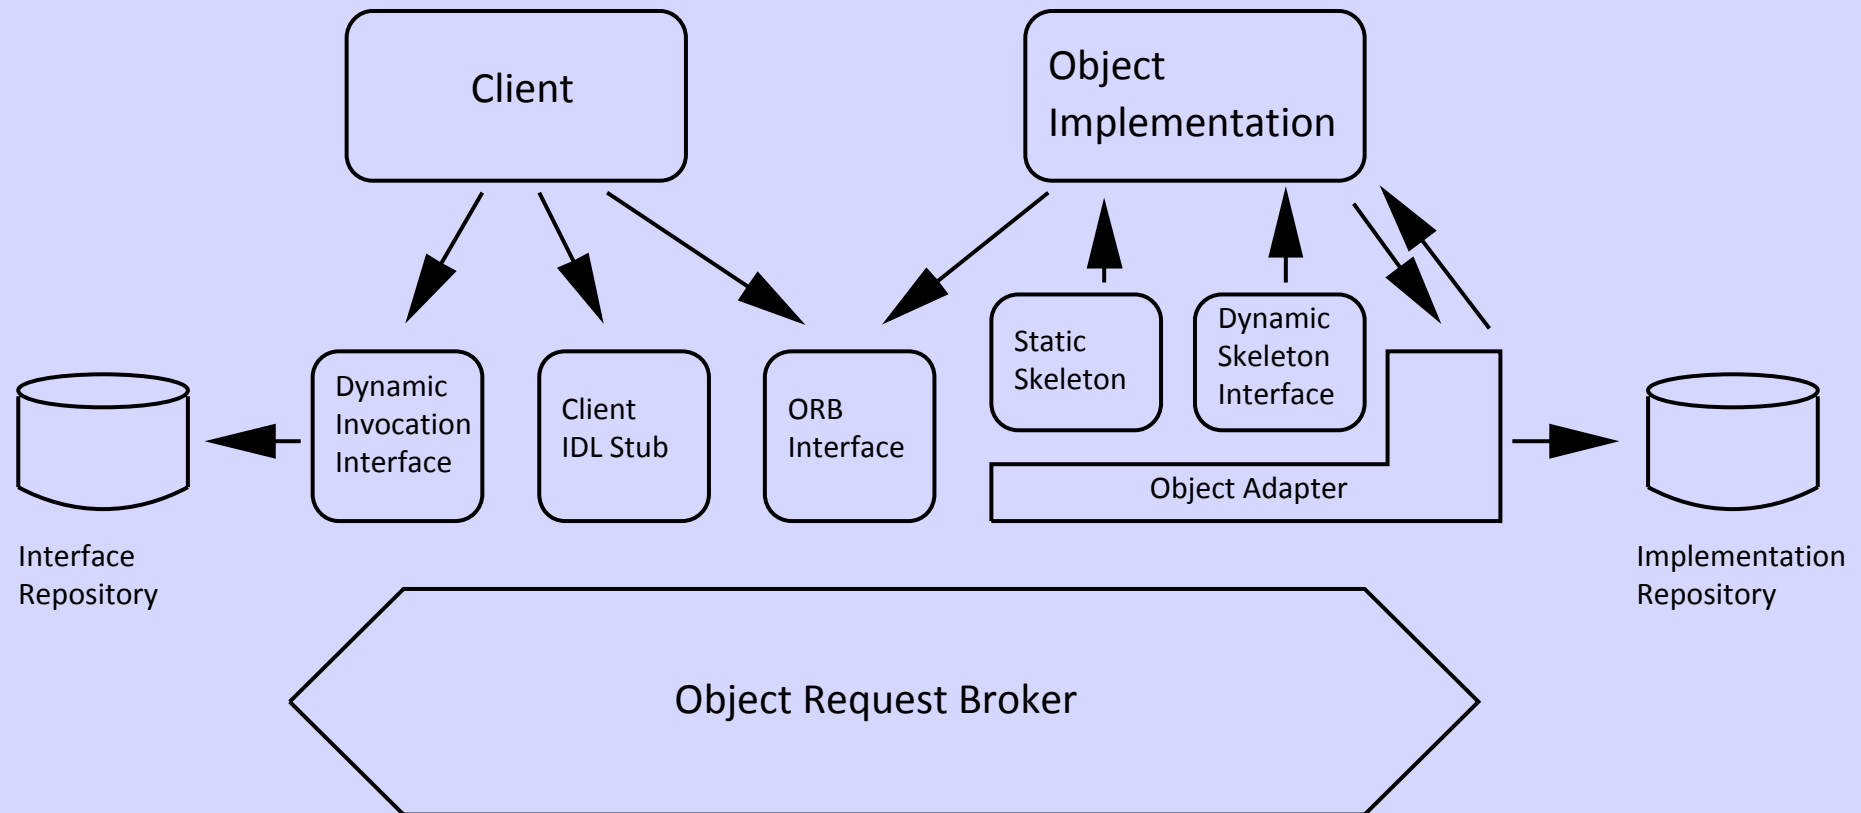 Client
Object
Implementation
Dynamic
Invocation
Interface
Client
IDL Stub
ORB
Interface
Static
Skeleton
Dynamic
Skeleton
Interface
Object Adapter
Interface
Repository
Implementation
Repository
Object Request Broker